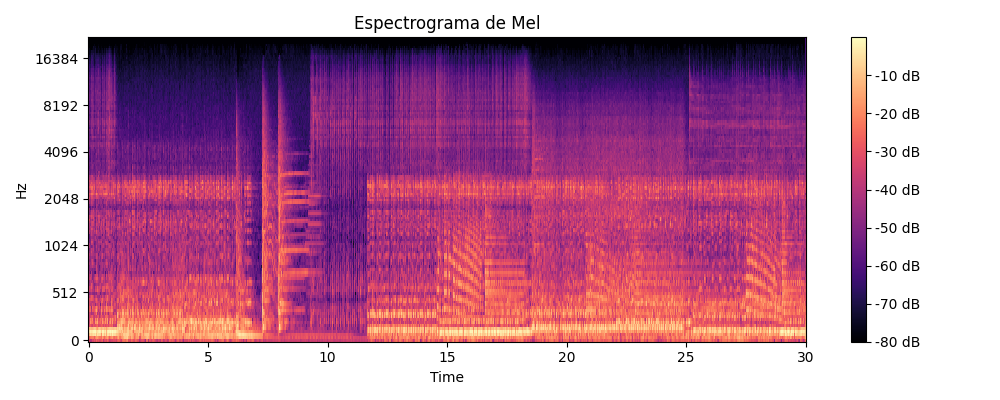 Espectrograma de Mel
Hz
16384
8192
4096
2048
1024
512
0
0 5 10 15 20 25 30
Time
-10 dB
-20 dB
-30 dB
-40 dB
-50 dB
-60 dB
-70 dB
-80 dB